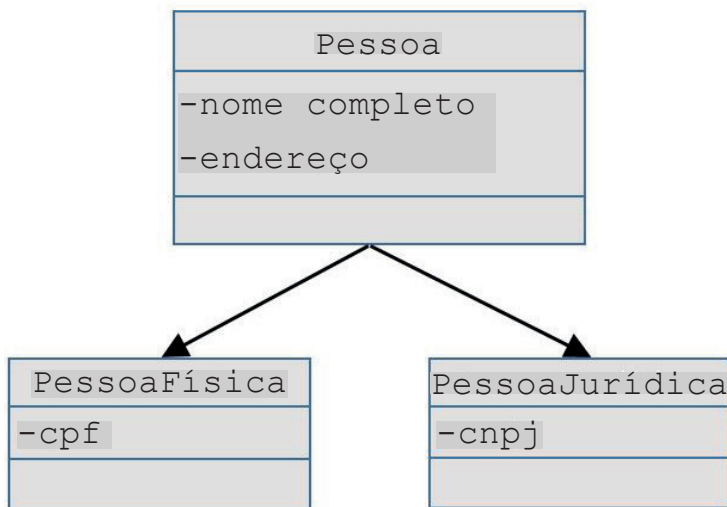 Pessoa
-nome completo
-endereço
PessoaFísica
PessoaJurídica
-cpf
-cnpj